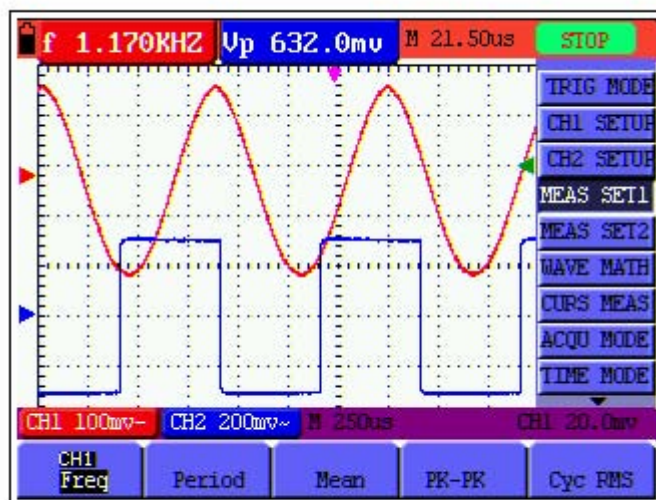 f 1.170KHZ Vp 632.0mv M 21.50us STOP
TRIG MODE
CH1 SETUP
CH2 SETUP
MEAS SET1
MEAS SET2
WAVE MATH
CURS MEAS
ACQU MODE
TIME MODE
CH1 100mv- CH2 200mv~ M 250us CH1 20.0mv
CH1
Freq Period Mean PK-PK Cyc RMS